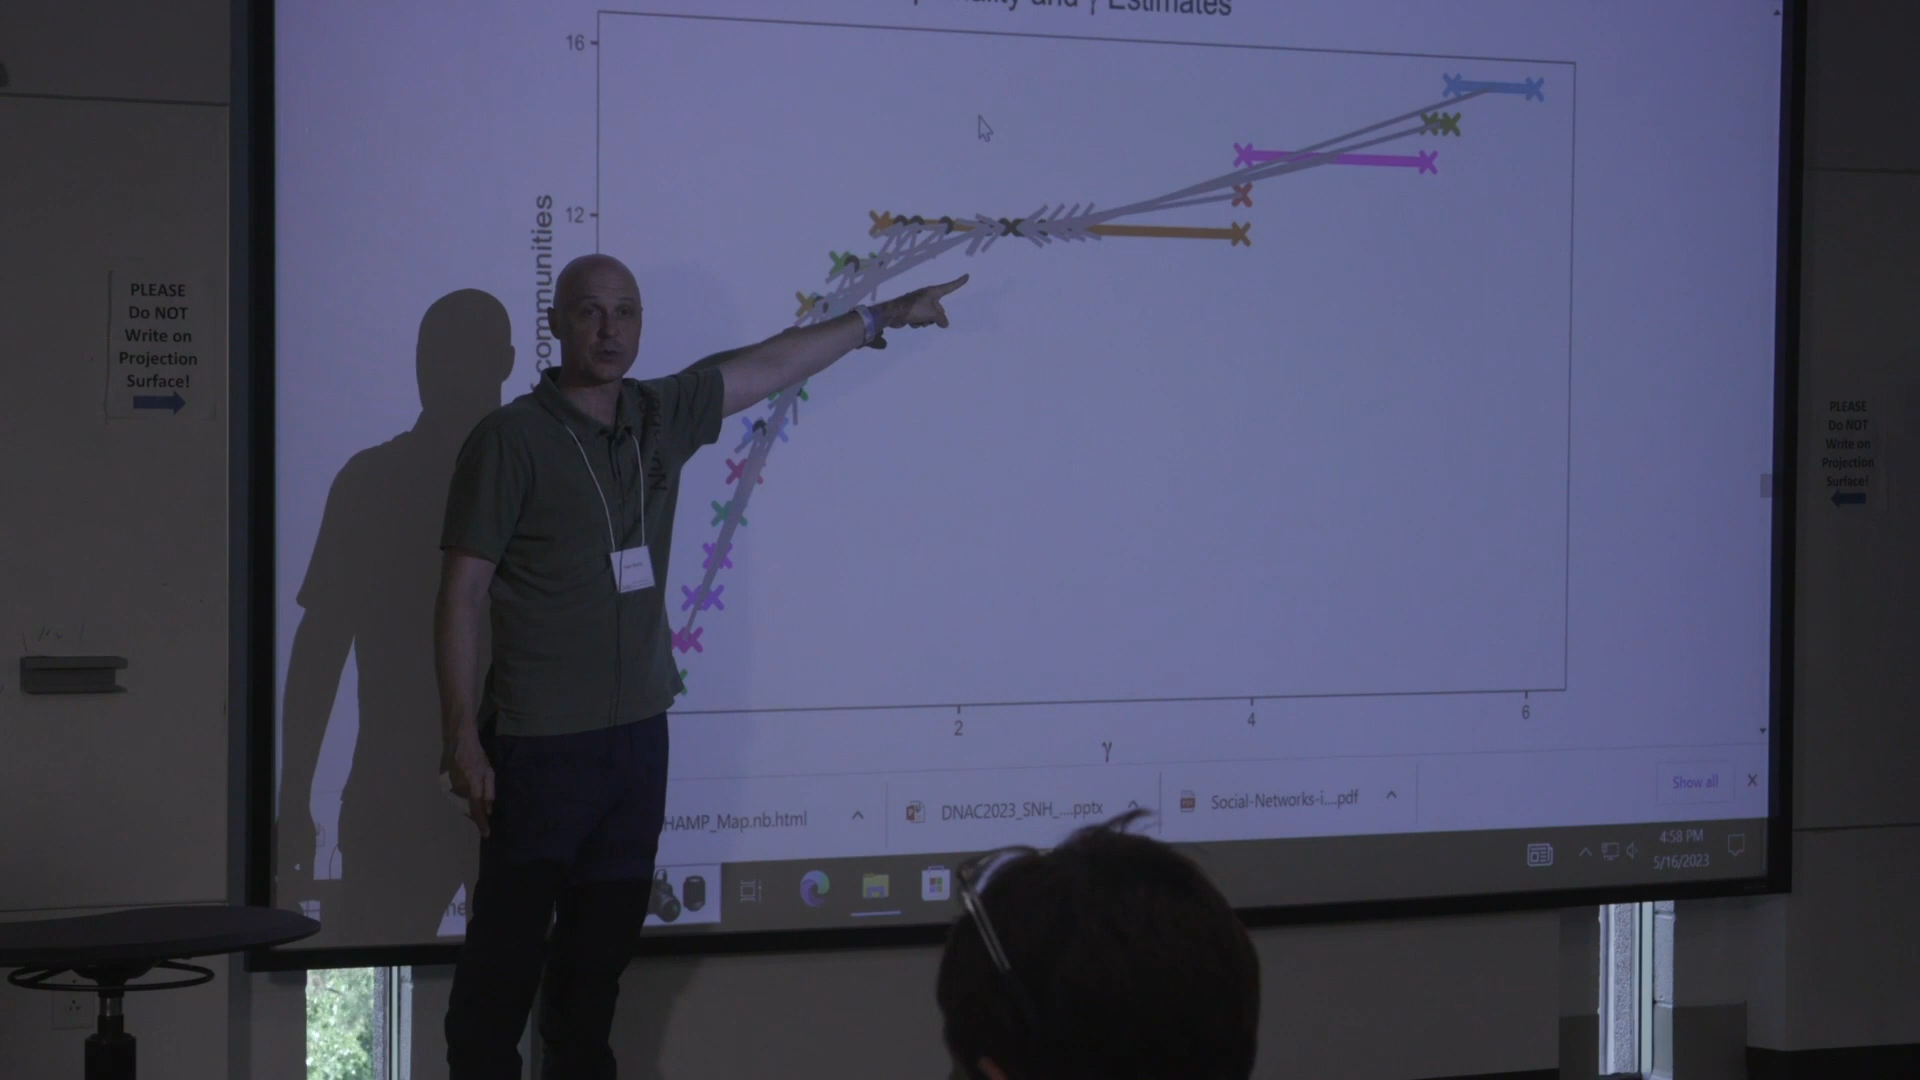 γ Estimates
16
12
communities
2
4
6
γ
PLEASE
Do NOT
Write on
Projection
Surface!
PLEASE
Do NOT
Write on
Projection
Surface!
HAMP_Map.nb.html
DNAC2023_SNH_....pptx
Social-Networks-i....pdf
Show all
4:58 PM
5/16/2023